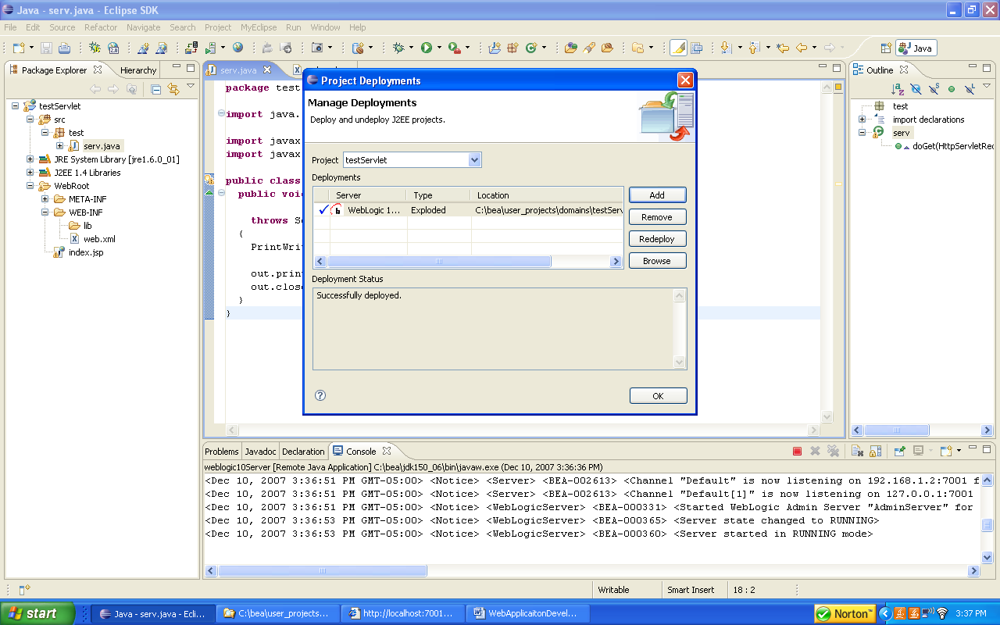 Java - serv.java - Eclipse SDK
File Edit Source Refactor Navigate Search Project MyEclipse Run Window Help
2.0
Java
Package Explorer
Hierarchy
testServlet
src
test
serv.java
JRE System Library [jre1.6.0_01]
J2EE 1.4 Libraries
WebRoot
META-INF
WEB-INF
lib
web.xml
index.jsp
serv.java
package test
import java.
import javax
import javax
public class
public void
throws Se
{
PrintWrit
out.print
out.close
}
}
Project Deployments
Manage Deployments
Deploy and undeploy J2EE projects.
Project testServlet
Deployments
Server Type Location
WebLogic 1... Exploded C:\bea\user_projects\domains\testServ
Add
Remove
Redeploy
Browse
Deployment Status
Successfully deployed.
OK
Outline
test
import declarations
serv
doGet(HttpServletRec
Problems Javadoc Declaration Console
weblogic10Server [Remote Java Application] C:\bea\jdk150_06\bin\javaw.exe (Dec 10, 2007 3:36:36 PM)
<Dec 10, 2007 3:36:51 PM GMT-05:00> <Notice> <Server> <BEA-002613> <Channel "Default" is now listening on 192.168.1.2:7001 f
<Dec 10, 2007 3:36:51 PM GMT-05:00> <Notice> <Server> <BEA-002613> <Channel "Default[1]" is now listening on 127.0.0.1:7001
<Dec 10, 2007 3:36:51 PM GMT-05:00> <Notice> <WebLogicServer> <BEA-000331> <Started WebLogic Admin Server "AdminServer" for
<Dec 10, 2007 3:36:53 PM GMT-05:00> <Notice> <WebLogicServer> <BEA-000365> <Server state changed to RUNNING>
<Dec 10, 2007 3:36:53 PM GMT-05:00> <Notice> <WebLogicServer> <BEA-000360> <Server started in RUNNING mode>
Writable Smart Insert 18 : 2
start
Java - serv.java - Ecli...
C:\bea\user_projects...
http://localhost:7001...
WebApplicaitonDevel...
Norton™
3:37 PM